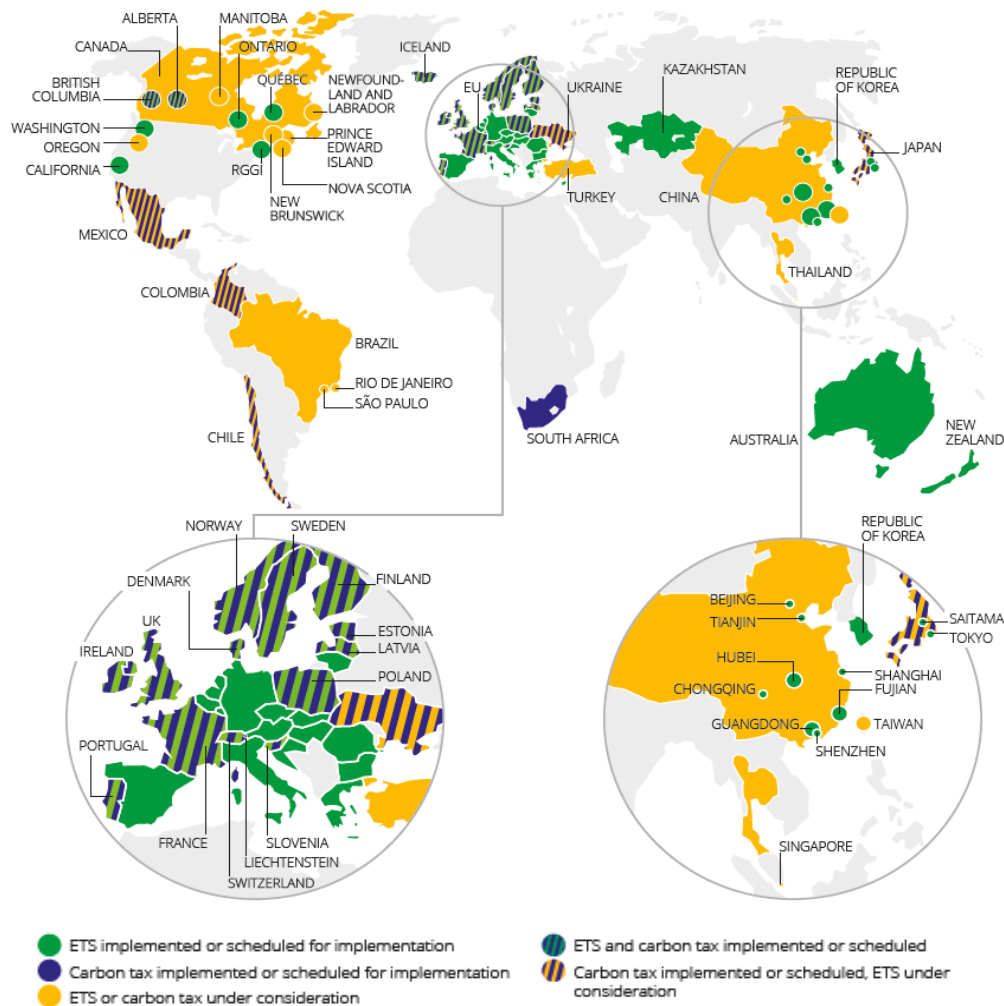 ALBERTA
MANITOBA
CANADA
ONTARIO
ICELAND
KAZAKHSTAN
REPUBLIC
OF KOREA
BRITISH
COLUMBIA
QUÉBEC
NEWFOUND-
LAND AND
LABRADOR
EU
UKRAINE
WASHINGTON
OREGON
CALIFORNIA
RGGI
PRINCE
EDWARD
ISLAND
NOVA SCOTIA
NEW
BRUNSWICK
JAPAN
TURKEY
CHINA
MEXICO
THAILAND
COLOMBIA
BRAZIL
RIO DE JANEIRO
SÃO PAULO
CHILE
SOUTH AFRICA
AUSTRALIA
NEW
ZEALAND
NORWAY
SWEDEN
DENMARK
FINLAND
UK
IRELAND
ESTONIA
LATVIA
POLAND
PORTUGAL
FRANCE
SLOVENIA
LIECHTENSTEIN
SWITZERLAND
REPUBLIC
OF KOREA
BEIJING
TIANJIN
SAITAMA
TOKYO
HUBEI
SHANGHAI
CHONGQING
FUJIAN
GUANGDONG
TAIWAN
SHENZHEN
SINGAPORE
ETS implemented or scheduled for implementation
Carbon tax implemented or scheduled for implementation
ETS or carbon tax under consideration
ETS and carbon tax implemented or scheduled
Carbon tax implemented or scheduled, ETS under
consideration